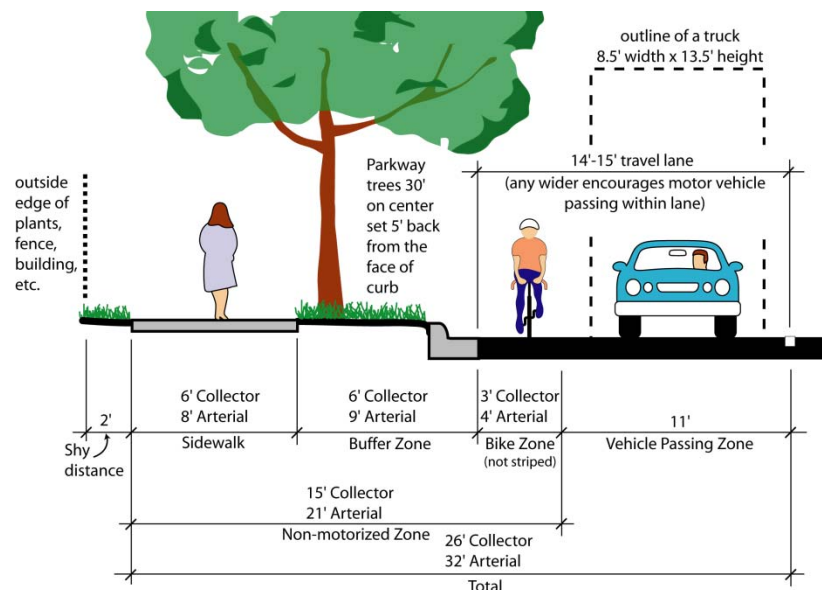 outline of a truck
8.5' width x 13.5' height
14'-15' travel lane
(any wider encourages motor vehicle
passing within lane)
outside
edge of
plants,
fence,
building,
etc.
Parkway
trees 30'
on center
set 5' back
from the
face of
curb
2'
Shy
distance
6' Collector
8' Arterial
Sidewalk
6' Collector
9' Arterial
Buffer Zone
3' Collector
4' Arterial
Bike Zone
(not striped)
11'
Vehicle Passing Zone
15' Collector
21' Arterial
Non-motorized Zone
26' Collector
32' Arterial
Total